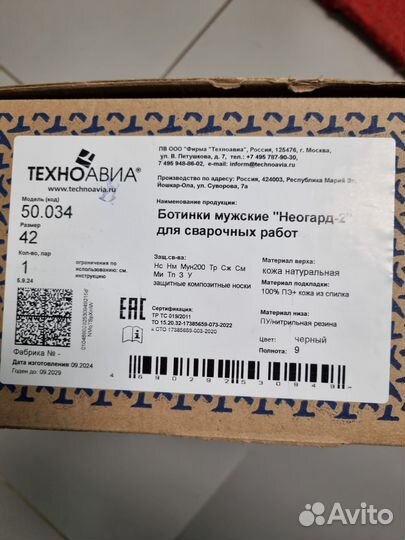 ТЕХНОАВИА®
www.technoavia.ru
Модель (код)
50.034
Размер
42
Кол-во, пар
1
ограничения по
использованию: см.
инструкцию
5.9.24
Фабрика № -
Дата изготовления 09.2024
Годен до 09.2029
ПВ ООО "Фирма "Техноавиа", Россия, 125476, г. Москва,
ул. В. Петушкова, д. 7, тел.: +7 495 787-90-30,
7 495 948-86-02, e-mail: inform@technoavia.ru
Производство по адресу: Россия, 424003, Республика Марий
Йошкар-Ола, ул. Суворова, 7а
Наименование продукции:
Ботинки мужские "Неогард-2"
для сварочных работ
Защ.св-ва:
Нс Нм Мун200 Тр Сж См
Ми Тп З У
защитные композитные носки
Материал верха:
кожа натуральная
Материал подкладки:
100% ПЭ+ кожа из спилка
EAC
ТР ТС 019/2011
ТО 15.20.32-17385659-073-2022
к СТО 17385659-003-2020
Материал низа:
ПУ/нитрильная резина
Цвет: черный
Полнота: 9
Avito